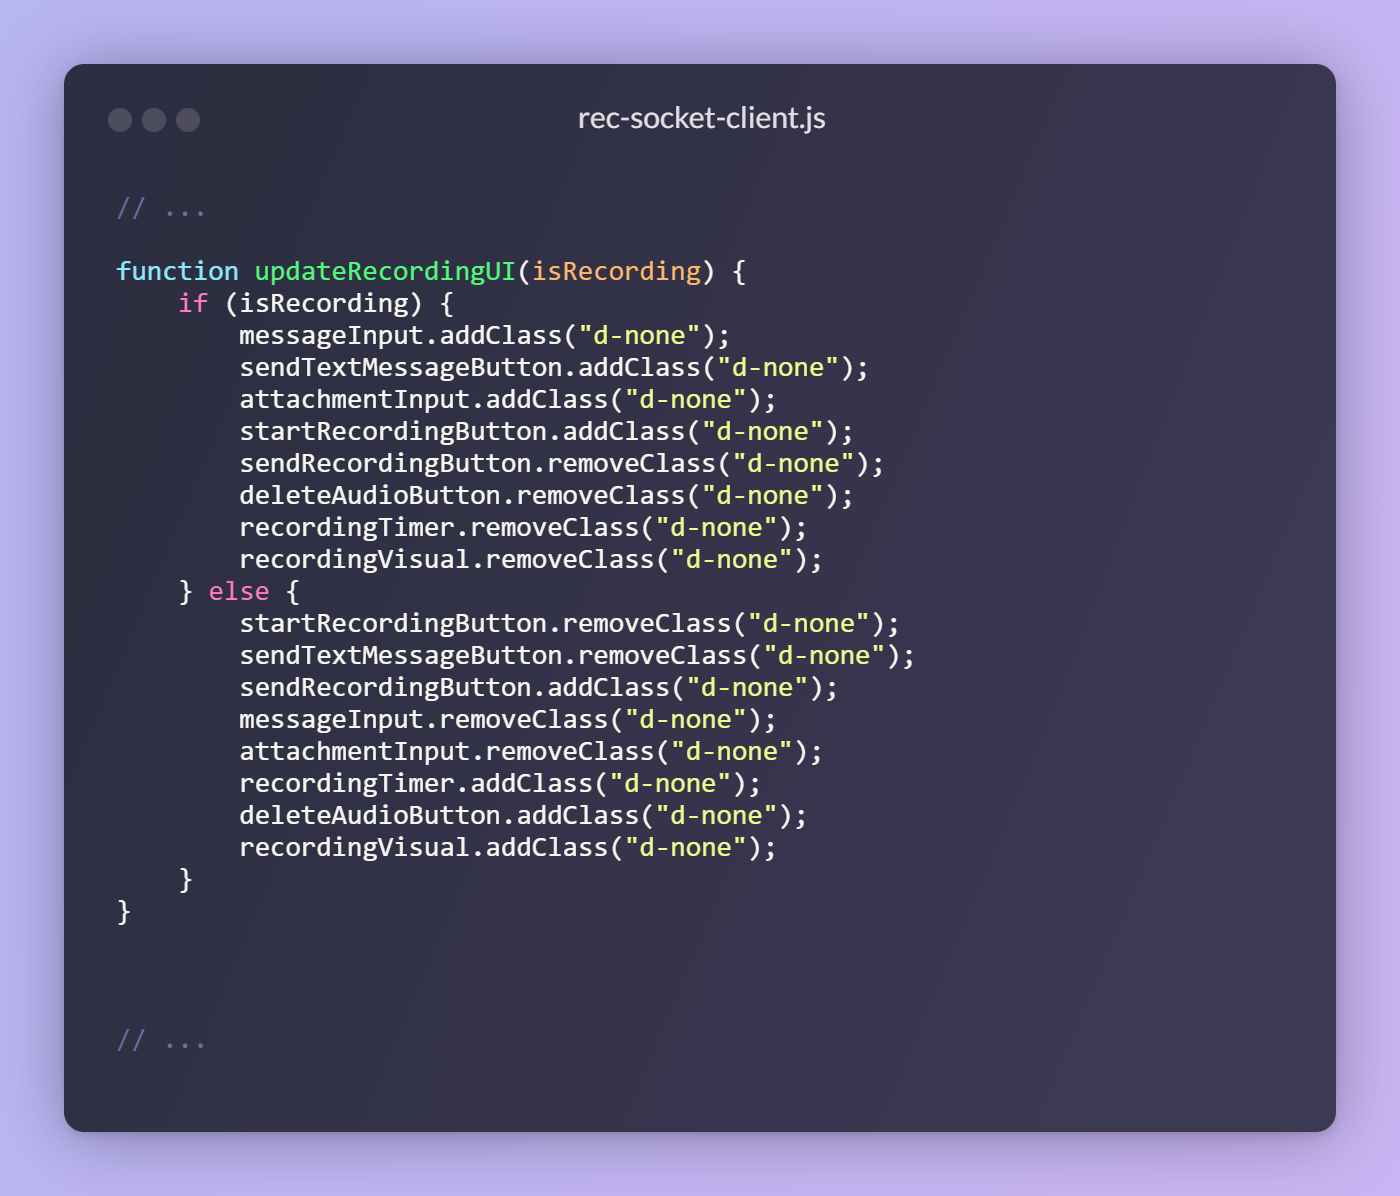 rec-socket-client.js
// ...
function updateRecordingUI(isRecording) {
    if (isRecording) {
        messageInput.addClass("d-none");
        sendTextMessageButton.addClass("d-none");
        attachmentInput.addClass("d-none");
        startRecordingButton.addClass("d-none");
        sendRecordingButton.removeClass("d-none");
        deleteAudioButton.removeClass("d-none");
        recordingTimer.removeClass("d-none");
        recordingVisual.removeClass("d-none");
    } else {
        startRecordingButton.removeClass("d-none");
        sendTextMessageButton.removeClass("d-none");
        sendRecordingButton.addClass("d-none");
        messageInput.removeClass("d-none");
        attachmentInput.removeClass("d-none");
        recordingTimer.addClass("d-none");
        deleteAudioButton.addClass("d-none");
        recordingVisual.addClass("d-none");
    }
}
// ...